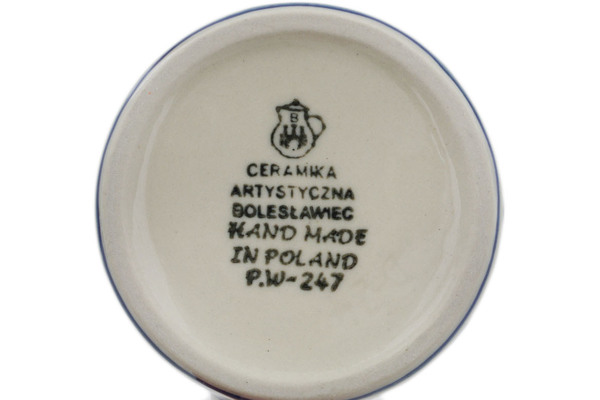 B
CERAMIKA
ARTYSTYCZNA
BOLESŁAWIEC
HAND MADE
IN POLAND
P.W-247